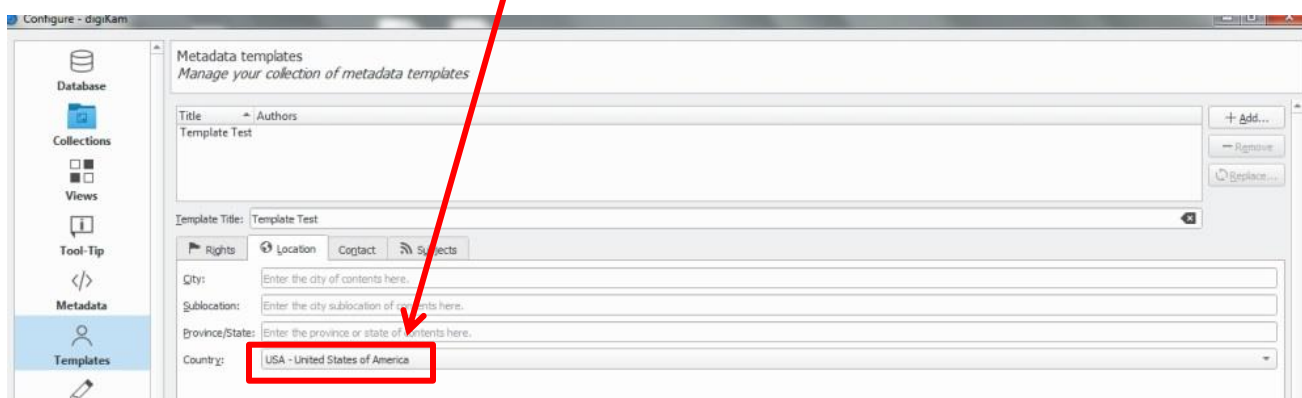 Configure - digiKam
Database
Collections
Views
Tool-Tip
Metadata
Templates
Metadata templates
Manage your collection of metadata templates
Title Authors
Template Test
+ Add...
Remove
Replace...
Template Title: Template Test
Rights Location Contact Subjects
City: Enter the city of contents here.
Sublocation: Enter the city sublocation of contents here.
Province/State: Enter the province or state of contents here.
Country: USA - United States of America